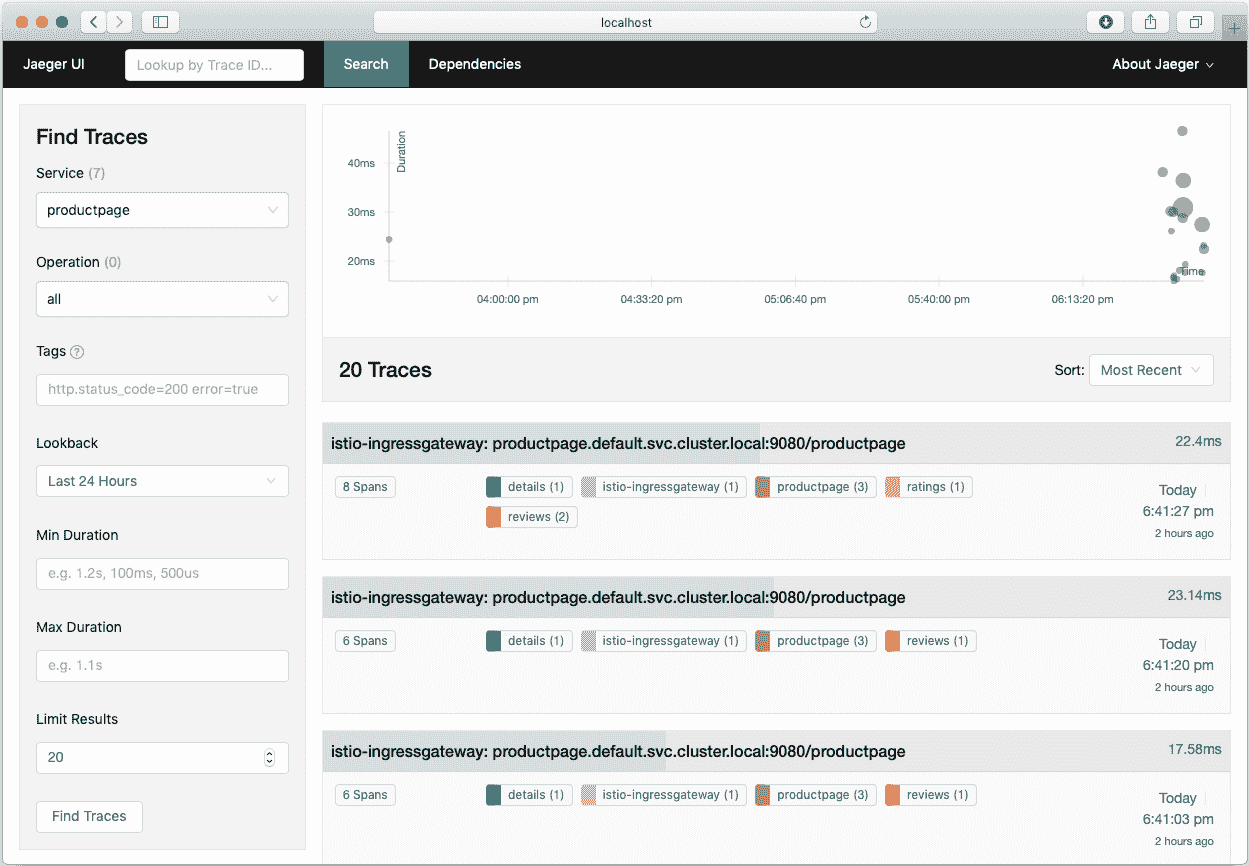 localhost
Jaeger UI
Lookup by Trace ID...
Search
Dependencies
About Jaeger
Find Traces
Service (7)
productpage
Operation (0)
all
Tags ?
http.status_code=200 error=true
Lookback
Last 24 Hours
Min Duration
e.g. 1.2s, 100ms, 500us
Max Duration
e.g. 1.1s
Limit Results
20
Find Traces
Duration
40ms
30ms
20ms
Time
04:00:00 pm
04:33:20 pm
05:06:40 pm
05:40:00 pm
06:13:20 pm
20 Traces
Sort: Most Recent
istio-ingressgateway: productpage.default.svc.cluster.local:9080/productpage
22.4ms
8 Spans
details (1)
istio-ingressgateway (1)
productpage (3)
ratings (1)
reviews (2)
Today
6:41:27 pm
2 hours ago
istio-ingressgateway: productpage.default.svc.cluster.local:9080/productpage
23.14ms
6 Spans
details (1)
istio-ingressgateway (1)
productpage (3)
reviews (1)
Today
6:41:20 pm
2 hours ago
istio-ingressgateway: productpage.default.svc.cluster.local:9080/productpage
17.58ms
6 Spans
details (1)
istio-ingressgateway (1)
productpage (3)
reviews (1)
Today
6:41:03 pm
2 hours ago